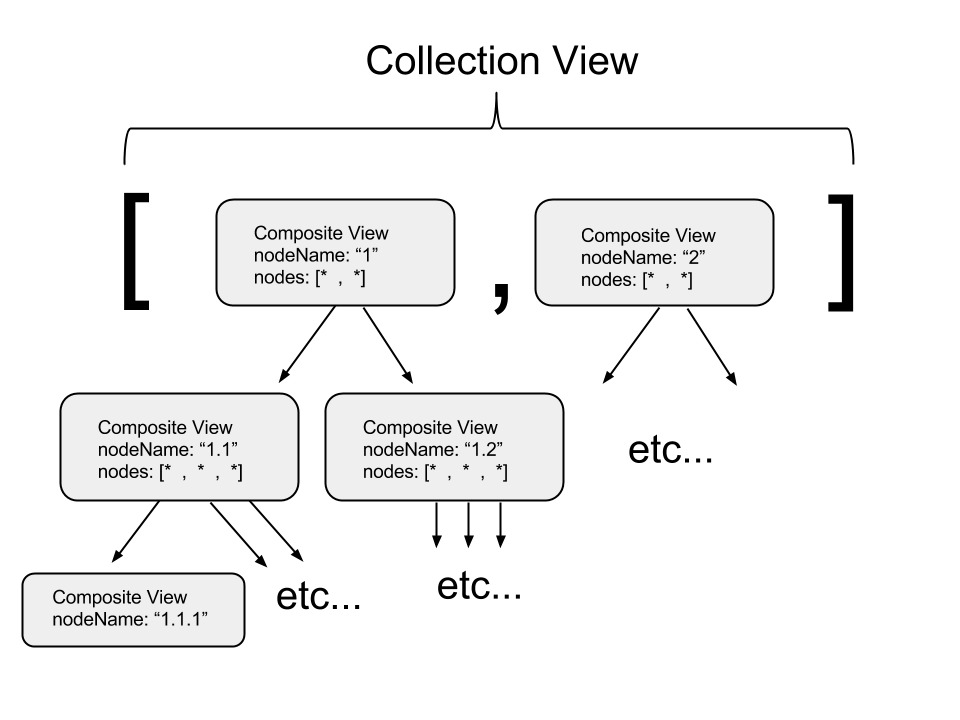 Collection View
[ , ]
Composite View
nodeName: “1”
nodes: [* , *]
Composite View
nodeName: “2”
nodes: [* , *]
Composite View
nodeName: “1.1”
nodes: [* , * , *]
Composite View
nodeName: “1.2”
nodes: [* , * , *]
etc...
Composite View
nodeName: “1.1.1”
etc...
etc...